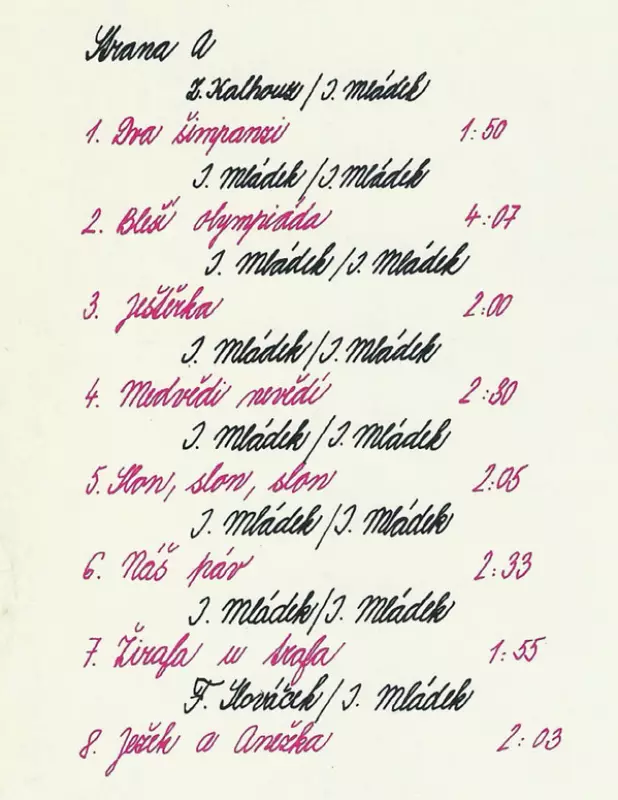 Strana A
Z. Kalhous / J. Mládek
1. Dva šimpanzi 1:50
J. Mládek / J. Mládek
2. Bleší olympiáda 4:07
J. Mládek / J. Mládek
3. Ještěrka 2:00
J. Mládek / J. Mládek
4. Medvědi nevědí 2:30
J. Mládek / J. Mládek
5. Slon, slon, slon 2:05
J. Mládek / J. Mládek
6. Náš páv 2:33
J. Mládek / J. Mládek
7. Žirafa u trafa 1:55
F. Slováček / J. Mládek
8. Ježek a Anežka 2:03